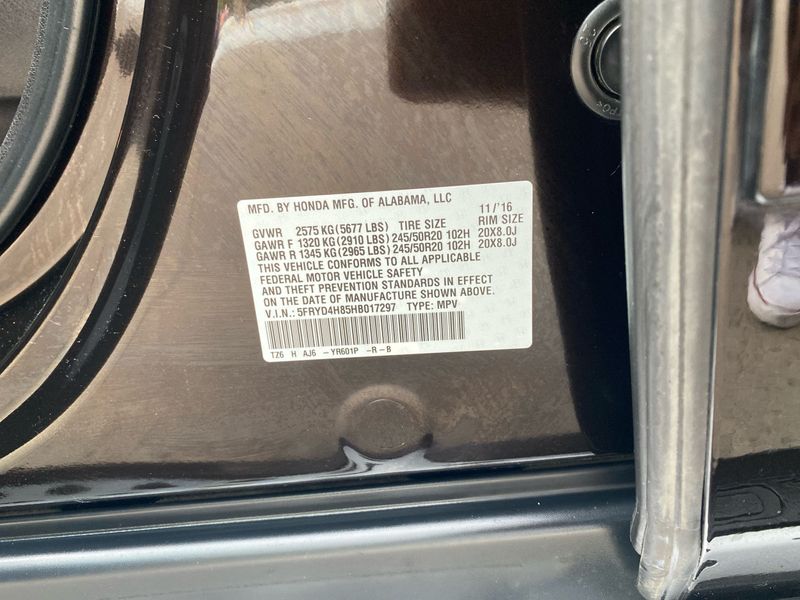 MFD. BY HONDA MFG. OF ALABAMA, LLC 11/'16
GVWR 2575 KG (5677 LBS) TIRE SIZE RIM SIZE
GAWR F 1320 KG (2910 LBS) 245/50R20 102H 20X8.0J
GAWR R 1345 KG (2965 LBS) 245/50R20 102H 20X8.0J
THIS VEHICLE CONFORMS TO ALL APPLICABLE
FEDERAL MOTOR VEHICLE SAFETY
AND THEFT PREVENTION STANDARDS IN EFFECT
ON THE DATE OF MANUFACTURE SHOWN ABOVE.
V.I.N.: 5FRYD4H85HB017297 TYPE: MPV
TZ6 H AJ6 -YR601P -R-B